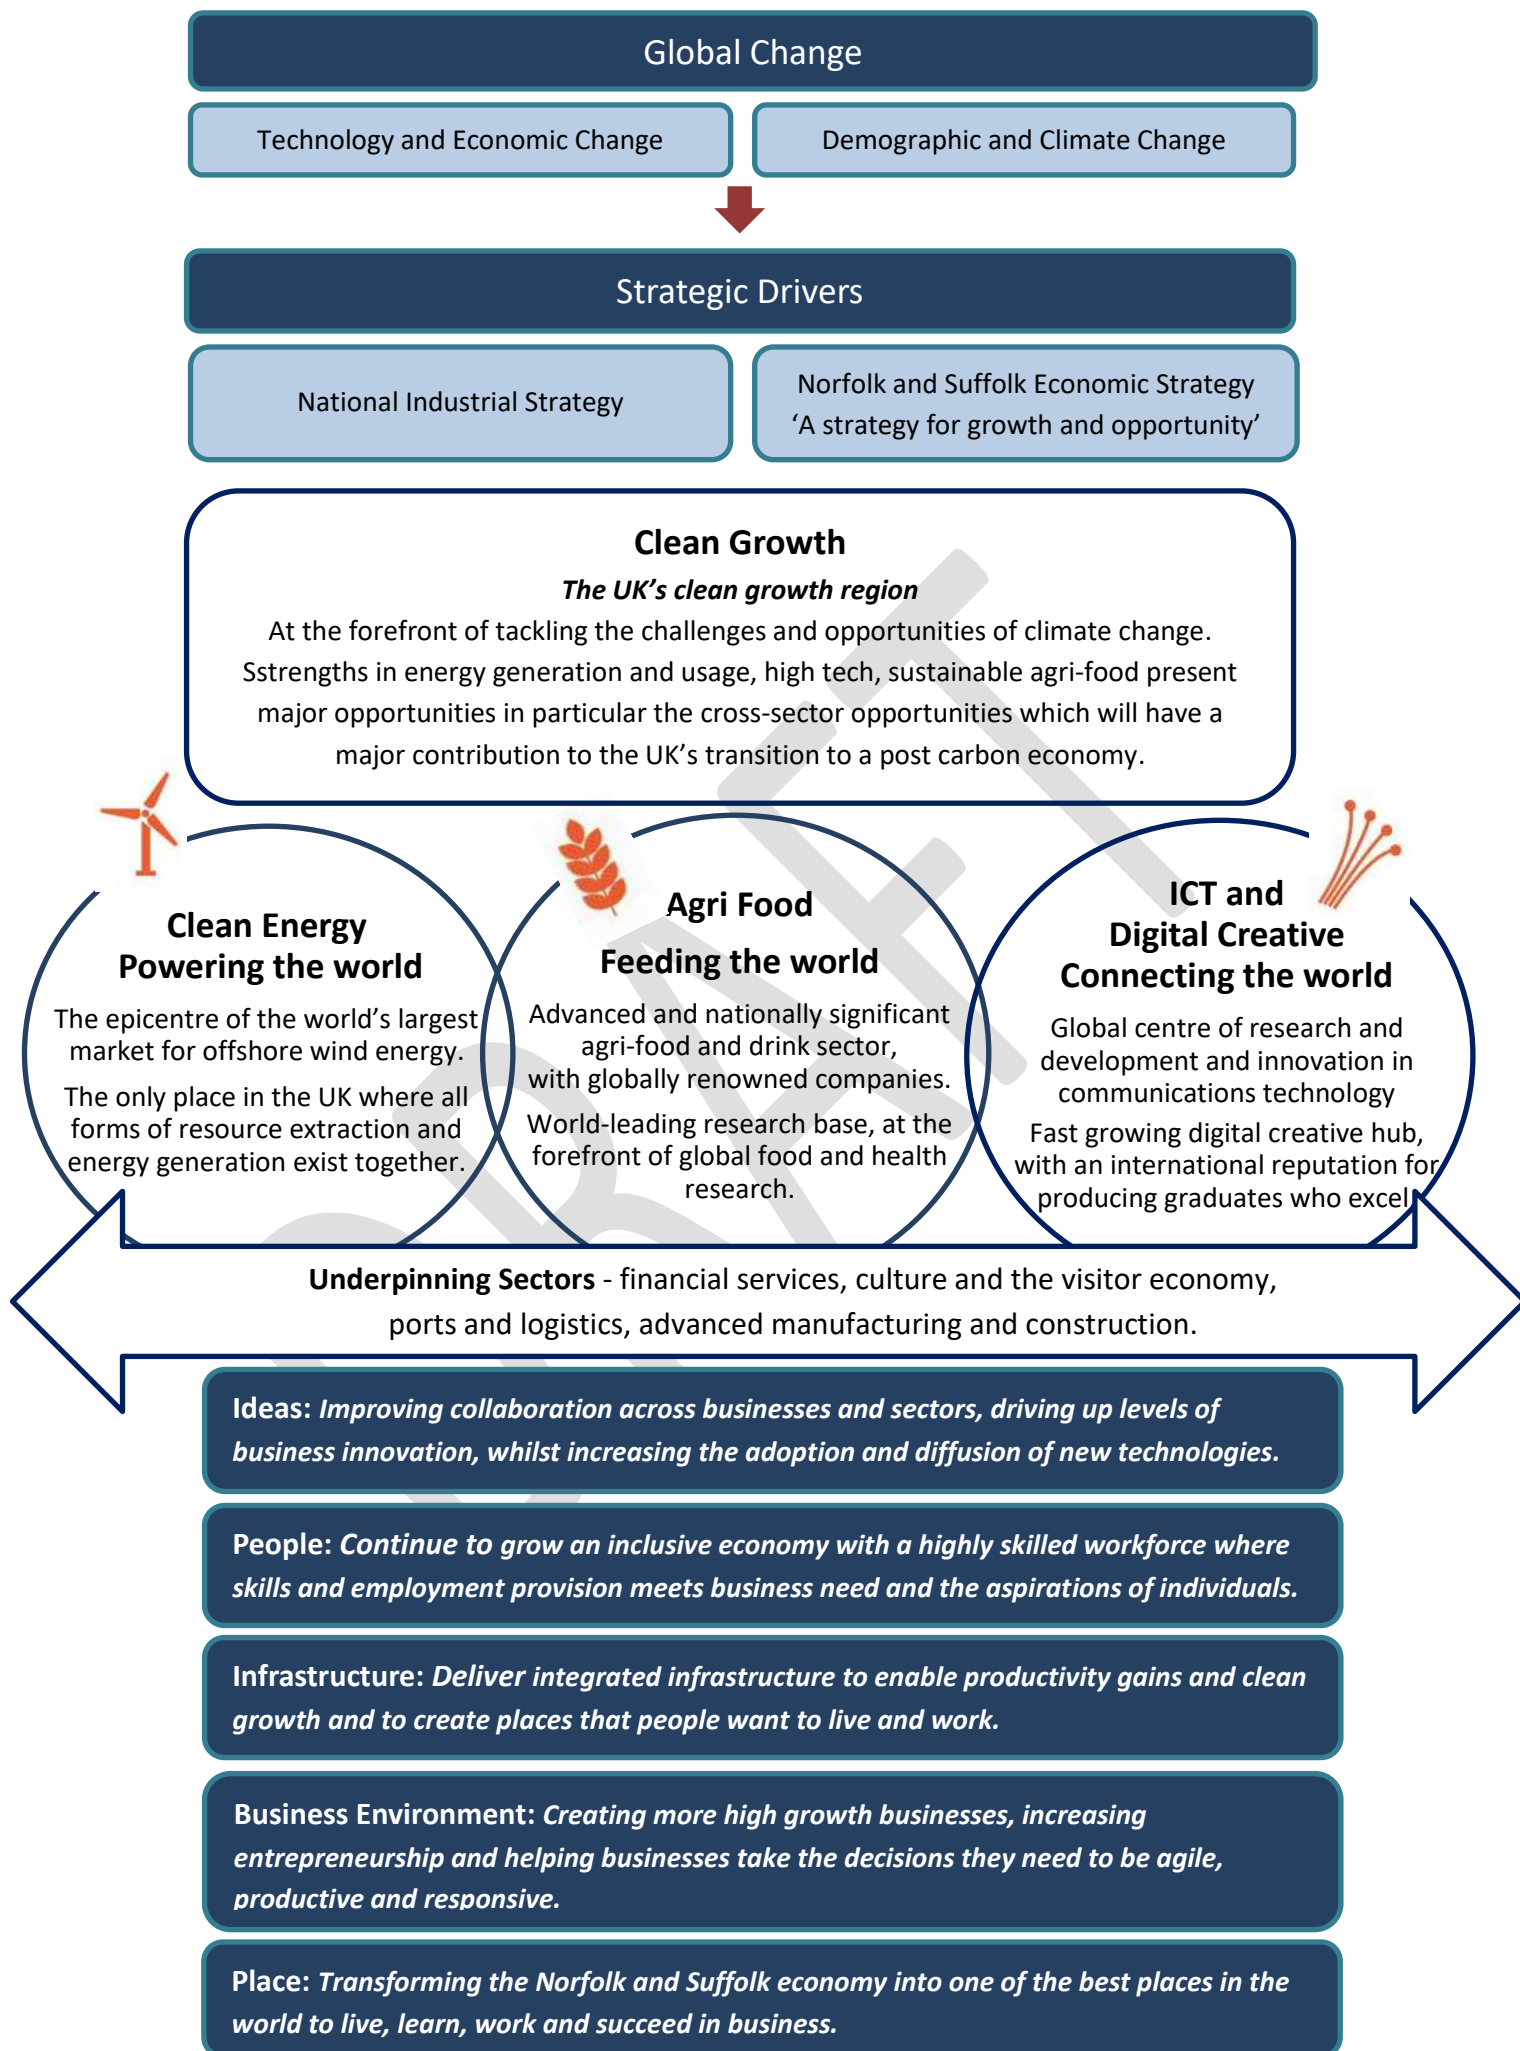 Global Change
Technology and Economic Change
Demographic and Climate Change
Strategic Drivers
National Industrial Strategy
Norfolk and Suffolk Economic Strategy
‘A strategy for growth and opportunity’
Clean Growth
The UK’s clean growth region
At the forefront of tackling the challenges and opportunities of climate change.
Sstrengths in energy generation and usage, high tech, sustainable agri-food present
major opportunities in particular the cross-sector opportunities which will have a
major contribution to the UK’s transition to a post carbon economy.
Clean Energy
Powering the world
The epicentre of the world’s largest
market for offshore wind energy.
The only place in the UK where all
forms of resource extraction and
energy generation exist together.
Agri Food
Feeding the world
Advanced and nationally significant
agri-food and drink sector,
with globally renowned companies.
World-leading research base, at the
forefront of global food and health
research.
ICT and
Digital Creative
Connecting the world
Global centre of research and
development and innovation in
communications technology
Fast growing digital creative hub,
with an international reputation for
producing graduates who excel
Underpinning Sectors - financial services, culture and the visitor economy,
ports and logistics, advanced manufacturing and construction.
Ideas: Improving collaboration across businesses and sectors, driving up levels of
business innovation, whilst increasing the adoption and diffusion of new technologies.
People: Continue to grow an inclusive economy with a highly skilled workforce where
skills and employment provision meets business need and the aspirations of individuals.
Infrastructure: Deliver integrated infrastructure to enable productivity gains and clean
growth and to create places that people want to live and work.
Business Environment: Creating more high growth businesses, increasing
entrepreneurship and helping businesses take the decisions they need to be agile,
productive and responsive.
Place: Transforming the Norfolk and Suffolk economy into one of the best places in the
world to live, learn, work and succeed in business.
DRAFT